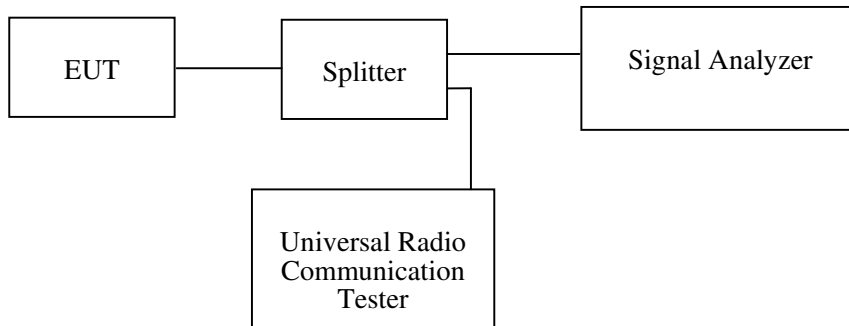 EUT
Splitter
Signal Analyzer
Universal Radio
Communication
Tester